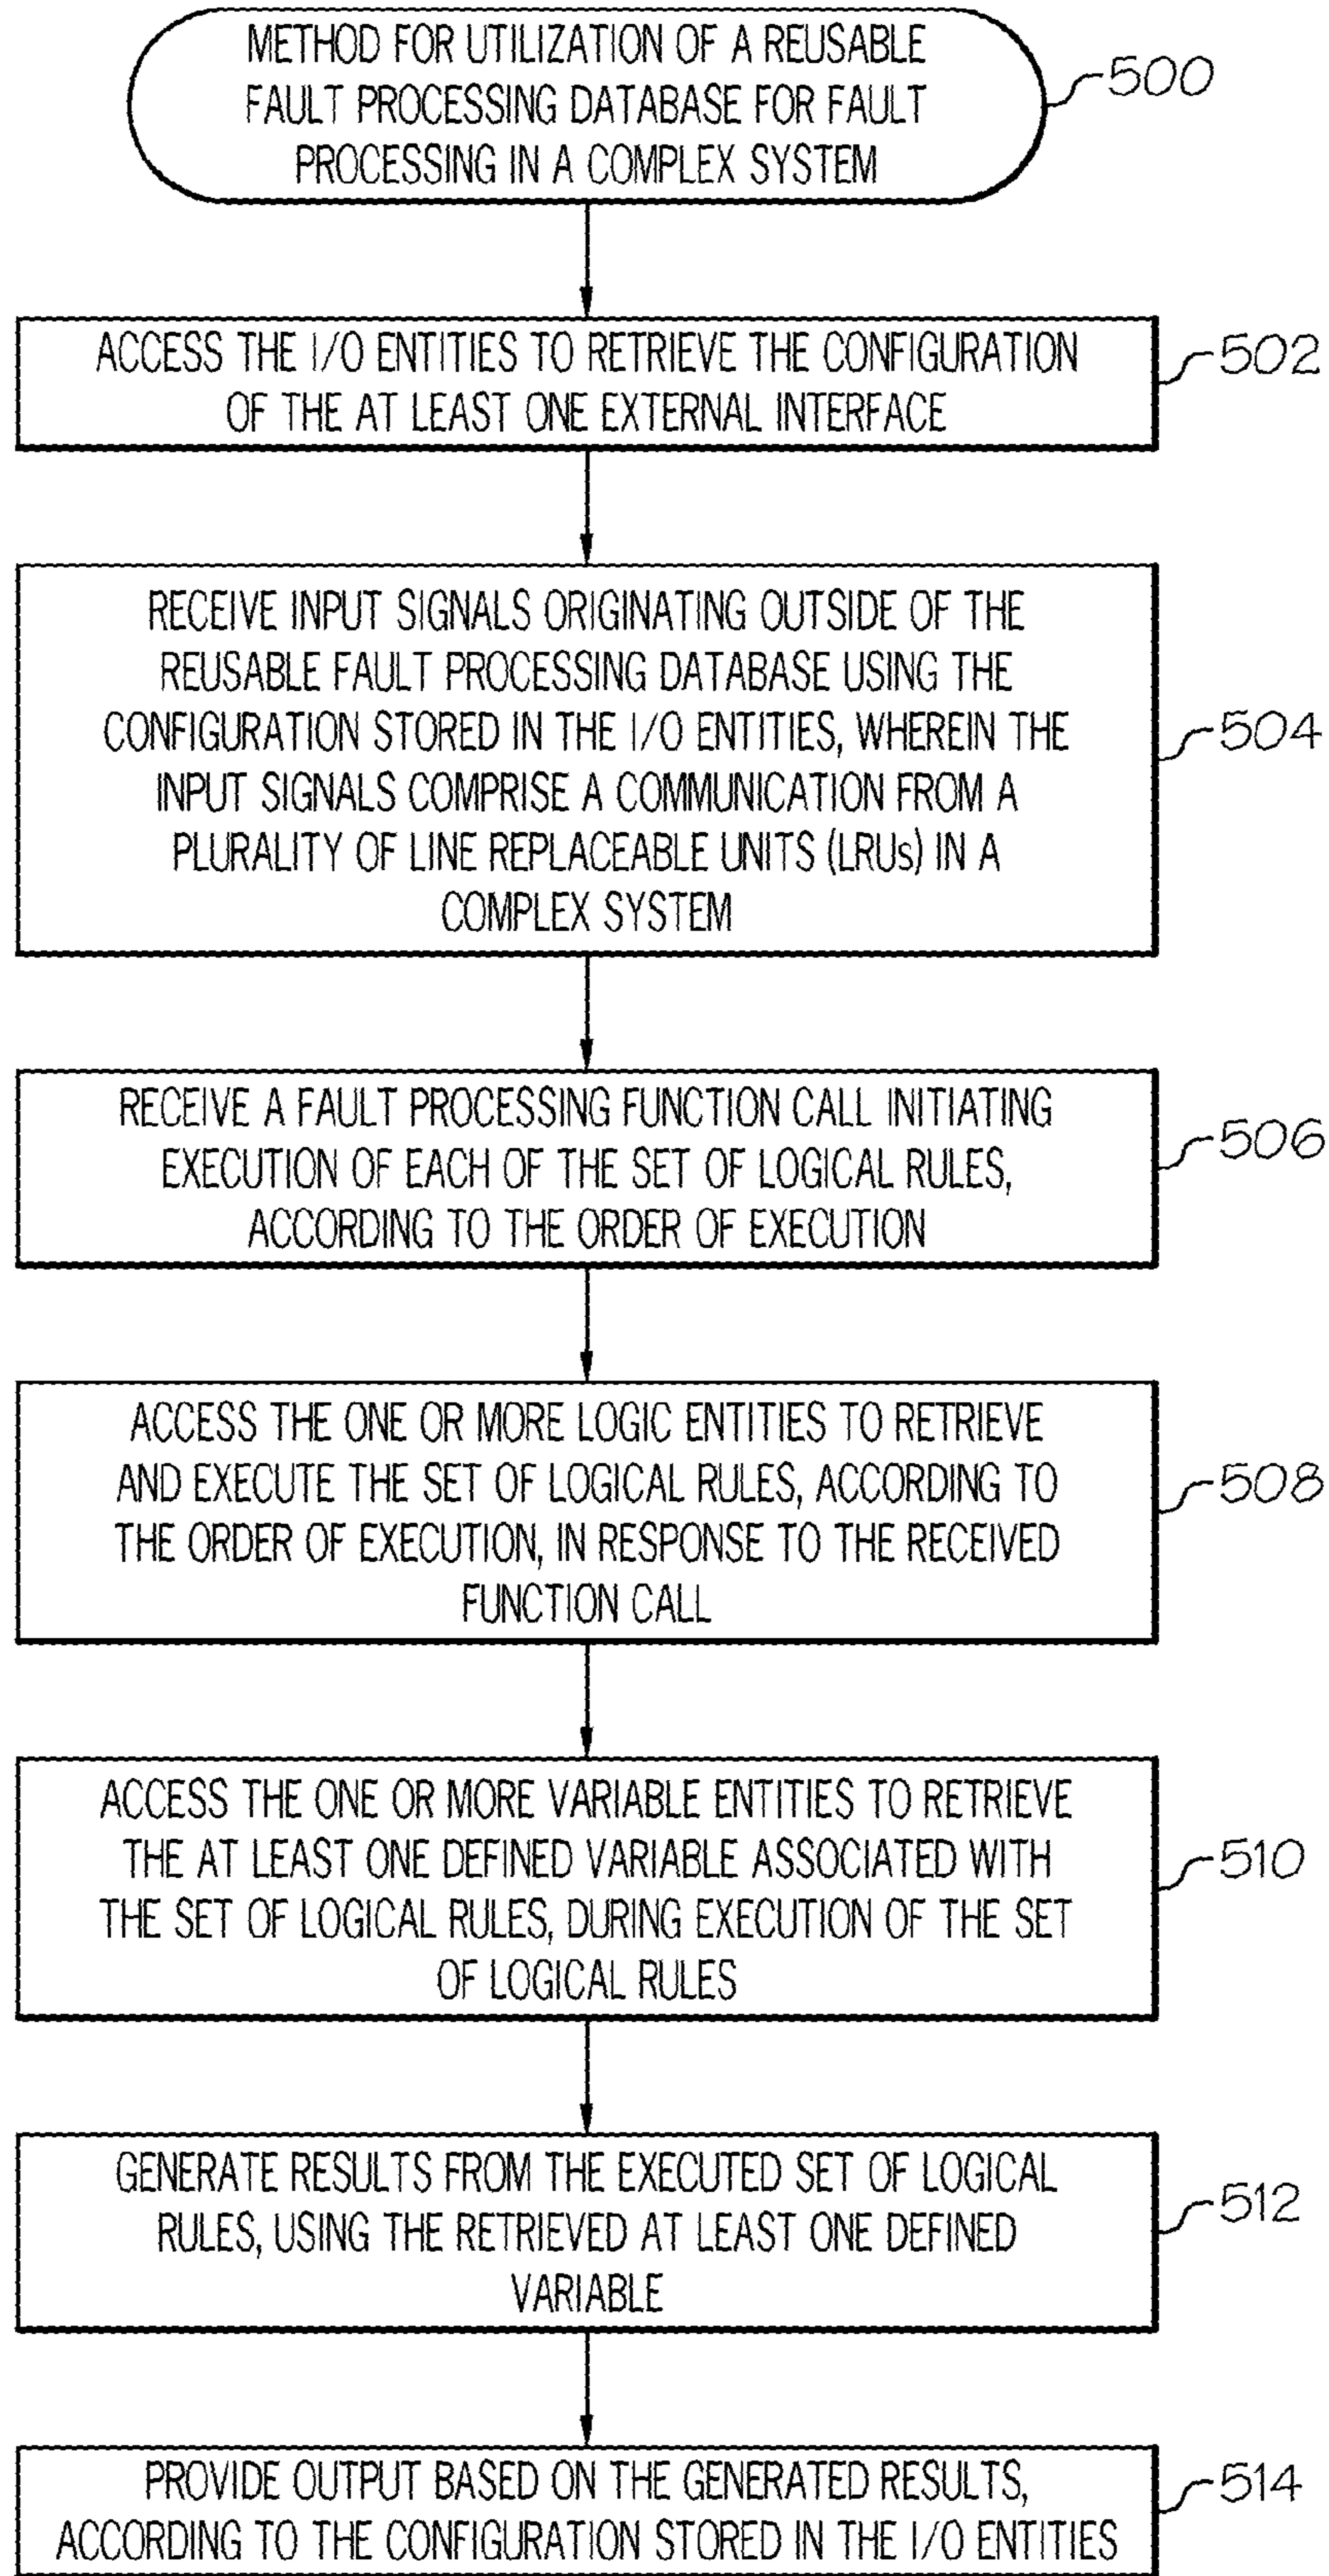 METHOD FOR UTILIZATION OF A REUSABLE
FAULT PROCESSING DATABASE FOR FAULT
PROCESSING IN A COMPLEX SYSTEM
500
ACCESS THE I/O ENTITIES TO RETRIEVE THE CONFIGURATION
OF THE AT LEAST ONE EXTERNAL INTERFACE
502
RECEIVE INPUT SIGNALS ORIGINATING OUTSIDE OF THE
REUSABLE FAULT PROCESSING DATABASE USING THE
CONFIGURATION STORED IN THE I/O ENTITIES, WHEREIN THE
INPUT SIGNALS COMPRISE A COMMUNICATION FROM A
PLURALITY OF LINE REPLACEABLE UNITS (LRUs) IN A
COMPLEX SYSTEM
504
RECEIVE A FAULT PROCESSING FUNCTION CALL INITIATING
EXECUTION OF EACH OF THE SET OF LOGICAL RULES,
ACCORDING TO THE ORDER OF EXECUTION
506
ACCESS THE ONE OR MORE LOGIC ENTITIES TO RETRIEVE
AND EXECUTE THE SET OF LOGICAL RULES, ACCORDING TO
THE ORDER OF EXECUTION, IN RESPONSE TO THE RECEIVED
FUNCTION CALL
508
ACCESS THE ONE OR MORE VARIABLE ENTITIES TO RETRIEVE
THE AT LEAST ONE DEFINED VARIABLE ASSOCIATED WITH
THE SET OF LOGICAL RULES, DURING EXECUTION OF THE SET
OF LOGICAL RULES
510
GENERATE RESULTS FROM THE EXECUTED SET OF LOGICAL
RULES, USING THE RETRIEVED AT LEAST ONE DEFINED
VARIABLE
512
PROVIDE OUTPUT BASED ON THE GENERATED RESULTS,
ACCORDING TO THE CONFIGURATION STORED IN THE I/O ENTITIES
514